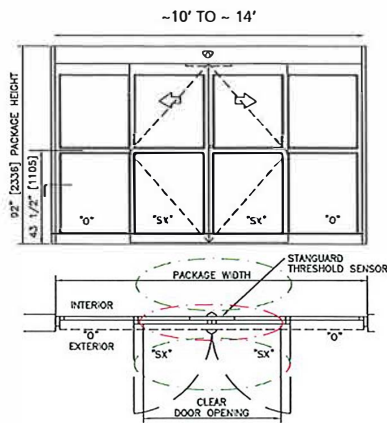 ~10' TO ~ 14'
92" [2336] PACKAGE HEIGHT
43 1/2" [1105]
"O" "SX" "SX" "O"
STANGUARD
THRESHOLD SENSOR
PACKAGE WIDTH
INTERIOR
"O" "O"
EXTERIOR
"SX" "SX"
CLEAR
DOOR OPENING